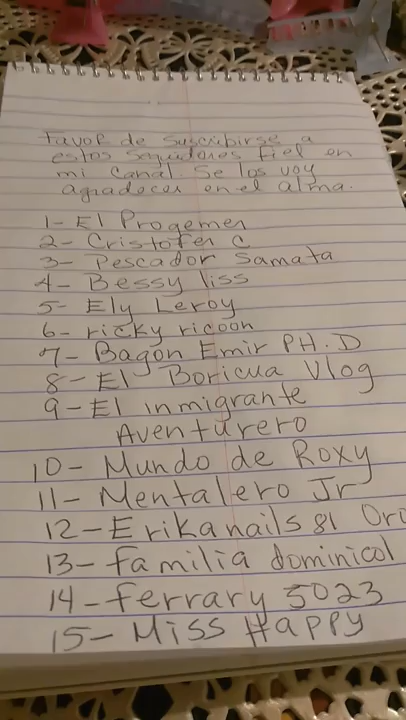 favor de suscribirse a
estos seguidores fiel en
mi canal. Se los voy
agradecer en el alma.
1- El Progemer
2- Cristofer C
3- Pescador Samata
4- Bessy liss
5- Ely Leroy
6- ricky ricoon
7- Bagon Emir PH.D
8- El Boricua Vlog
9- El inmigrante
Aventurero
10- Mundo de Roxy
11- Mentalero Jr
12- Erikanails 81 Oro
13- familia dominicol
14- ferrary 5023
15- Miss Happy